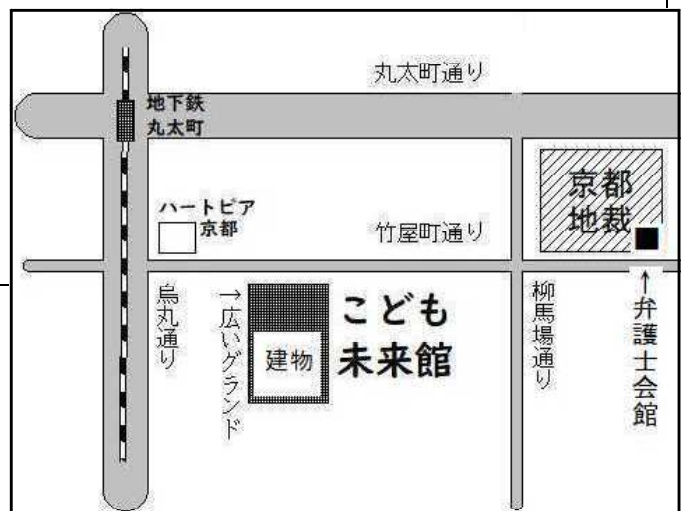 丸太町通り
地下鉄
丸太町
京都
地裁
ハートピア
京都
竹屋町通り
烏丸通り
→広いグランド
建物
こども
未来館
柳馬場通り
↑弁護士会館